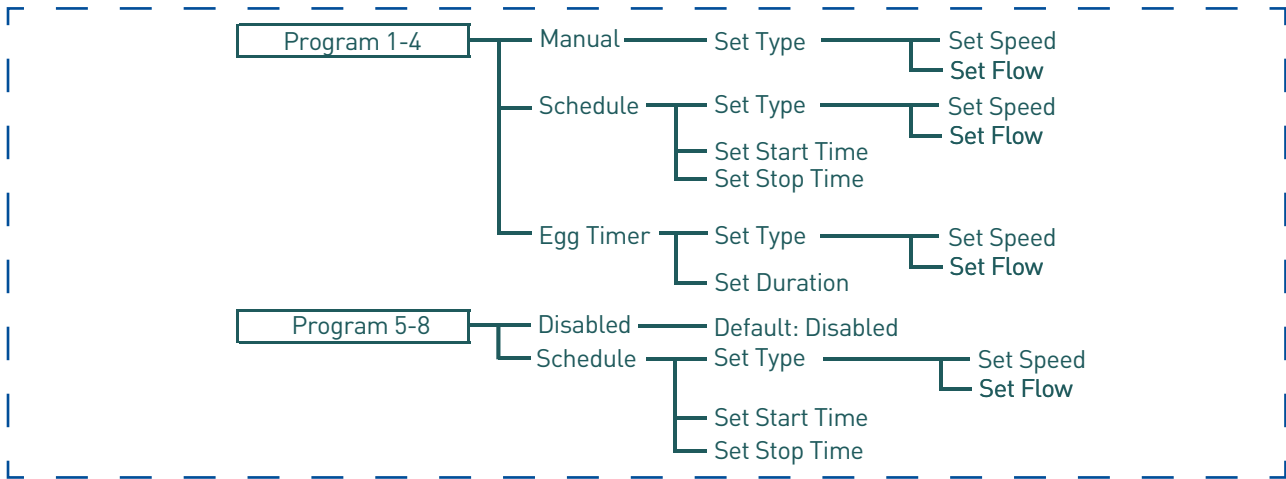 Program 1-4
Manual
Set Type
Set Speed
Set Flow
Schedule
Set Type
Set Speed
Set Flow
Set Start Time
Set Stop Time
Egg Timer
Set Type
Set Speed
Set Flow
Set Duration
Program 5-8
Disabled
Default: Disabled
Schedule
Set Type
Set Speed
Set Flow
Set Start Time
Set Stop Time